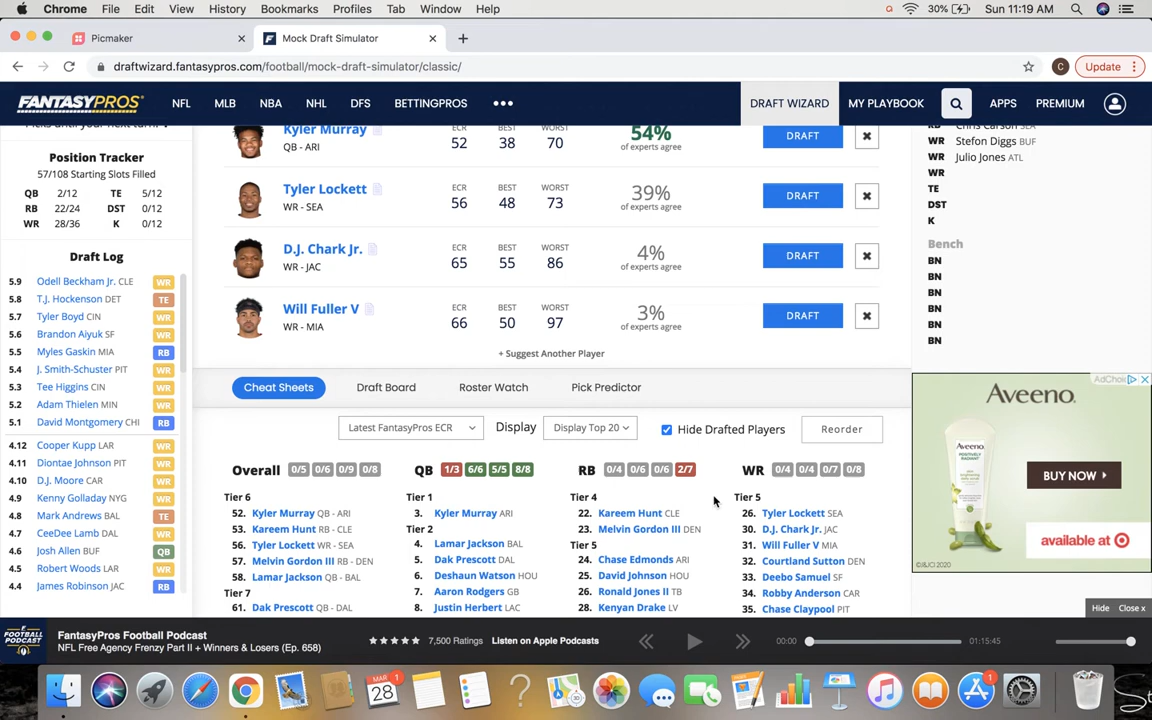 Chrome File Edit View History Bookmarks Profiles Tab Window Help 30% Sun 11:19 AM
Picmaker Mock Draft Simulator
draftwizard.fantasypros.com/football/mock-draft-simulator/classic/ C Update
FANTASYPROS NFL MLB NBA NHL DFS BETTINGPROS ••• DRAFT WIZARD MY PLAYBOOK APPS PREMIUM
Picks until your next turn:
Position Tracker
57/108 Starting Slots Filled
QB 2/12 TE 5/12
RB 22/24 DST 0/12
WR 28/36 K 0/12
Draft Log
5.9 Odell Beckham Jr. CLE WR
5.8 T.J. Hockenson DET TE
5.7 Tyler Boyd CIN WR
5.6 Brandon Aiyuk SF WR
5.5 Myles Gaskin MIA RB
5.4 J. Smith-Schuster PIT WR
5.3 Tee Higgins CIN WR
5.2 Adam Thielen MIN WR
5.1 David Montgomery CHI RB
4.12 Cooper Kupp LAR WR
4.11 Diontae Johnson PIT WR
4.10 D.J. Moore CAR WR
4.9 Kenny Golladay NYG WR
4.8 Mark Andrews BAL TE
4.7 CeeDee Lamb DAL WR
4.6 Josh Allen BUF QB
4.5 Robert Woods LAR WR
4.4 James Robinson JAC RB
Kyler Murray
QB - ARI
ECR BEST WORST
52 38 70
54%
of experts agree
DRAFT
Tyler Lockett
WR - SEA
ECR BEST WORST
56 48 73
39%
of experts agree
DRAFT
D.J. Chark Jr.
WR - JAC
ECR BEST WORST
65 55 86
4%
of experts agree
DRAFT
Will Fuller V
WR - MIA
ECR BEST WORST
66 50 97
3%
of experts agree
DRAFT
+ Suggest Another Player
Cheat Sheets Draft Board Roster Watch Pick Predictor
Latest FantasyPros ECR Display Display Top 20 Hide Drafted Players Reorder
Overall 0/5 0/6 0/9 0/8
Tier 6
52. Kyler Murray QB - ARI
53. Kareem Hunt RB - CLE
56. Tyler Lockett WR - SEA
57. Melvin Gordon III RB - DEN
58. Lamar Jackson QB - BAL
Tier 7
61. Dak Prescott QB - DAL
QB 1/3 6/6 5/5 8/8
Tier 1
3. Kyler Murray ARI
Tier 2
4. Lamar Jackson BAL
5. Dak Prescott DAL
6. Deshaun Watson HOU
7. Aaron Rodgers GB
8. Justin Herbert LAC
RB 0/4 0/6 0/6 2/7
Tier 4
22. Kareem Hunt CLE
23. Melvin Gordon III DEN
Tier 5
24. Chase Edmonds ARI
25. David Johnson HOU
26. Ronald Jones II TB
28. Kenyan Drake LV
WR 0/4 0/4 0/7 0/8
Tier 5
26. Tyler Lockett SEA
30. D.J. Chark Jr. JAC
31. Will Fuller V MIA
32. Courtland Sutton DEN
33. Deebo Samuel SF
34. Robby Anderson CAR
35. Chase Claypool PIT
RB Chris Carson SEA
WR Stefon Diggs BUF
WR Julio Jones ATL
WR
TE
DST
K
Bench
BN
BN
BN
BN
BN
BN
AdChoices
Aveeno
BUY NOW
available at
©J&JCI 2020
Hide Close x
FOOTBALL
PODCAST
FantasyPros Football Podcast
NFL Free Agency Frenzy Part II + Winners & Losers (Ep. 658)
7,500 Ratings Listen on Apple Podcasts 00:00 01:15:45
MAR
28
1
1